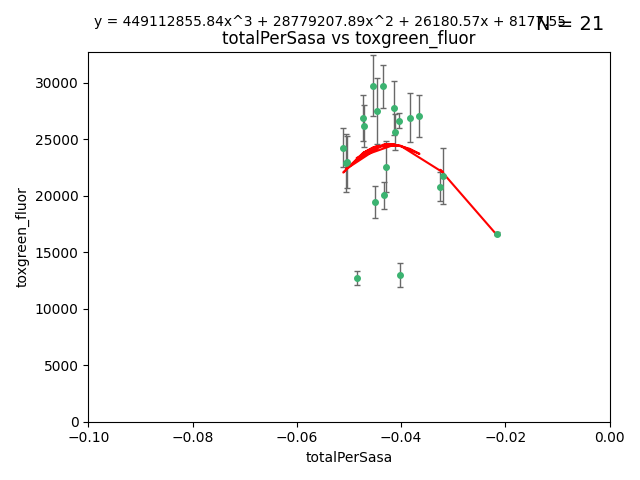 y = 449112855.84x^3 + 28779207.89x^2 + 26180.57x + 8177.55
N = 21
totalPerSasa vs toxgreen_fluor
toxgreen_fluor
30000
25000
20000
15000
10000
5000
0
−0.10 −0.08 −0.06 −0.04 −0.02 0.00
totalPerSasa